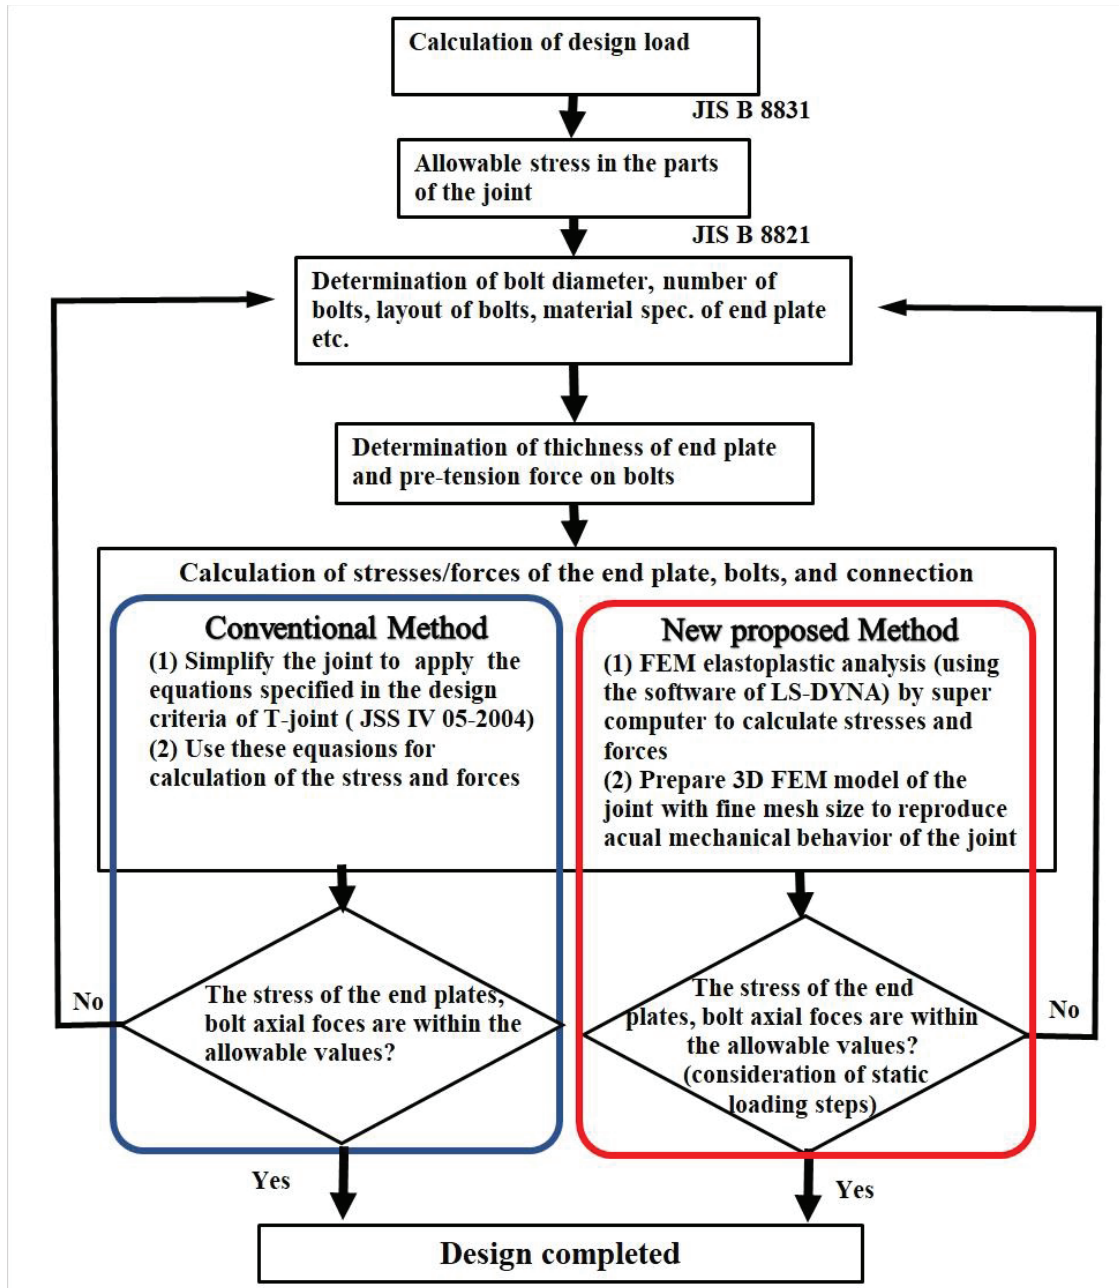 Calculation of design load
JIS B 8831
Allowable stress in the parts
of the joint
JIS B 8821
Determination of bolt diameter, number of
bolts, layout of bolts, material spec. of end plate
etc.
Determination of thichness of end plate
and pre-tension force on bolts
Calculation of stresses/forces of the end plate, bolts, and connection
Conventional Method
(1) Simplify the joint to apply the
equations specified in the design
criteria of T-joint ( JSS IV 05-2004)
(2) Use these equasions for
calculation of the stress and forces
New proposed Method
(1) FEM elastoplastic analysis (using
the software of LS-DYNA) by super
computer to calculate stresses and
forces
(2) Prepare 3D FEM model of the
joint with fine mesh size to reproduce
acual mechanical behavior of the joint
No
The stress of the end plates,
bolt axial foces are within the
allowable values?
The stress of the end
plates, bolt axial foces are within
the allowable values?
(consideration of static
loading steps)
No
Yes
Yes
Design completed